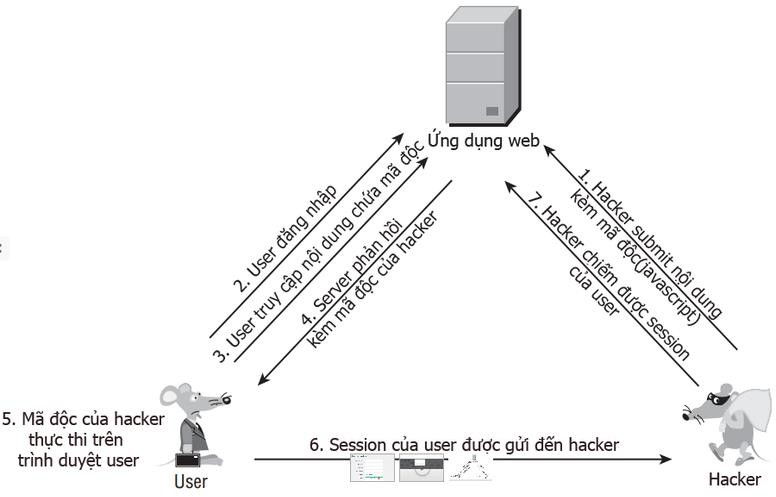 Ứng dụng web
1. Hacker submit nội dung
kèm mã độc(javascript)
2. User đăng nhập
3. User truy cập nội dung chứa mã độc
4. Server phản hồi
kèm mã độc của hacker
7. Hacker chiếm được session
của user
5. Mã độc của hacker
thực thi trên
trình duyệt user
User
6. Session của user được gửi đến hacker
Hacker